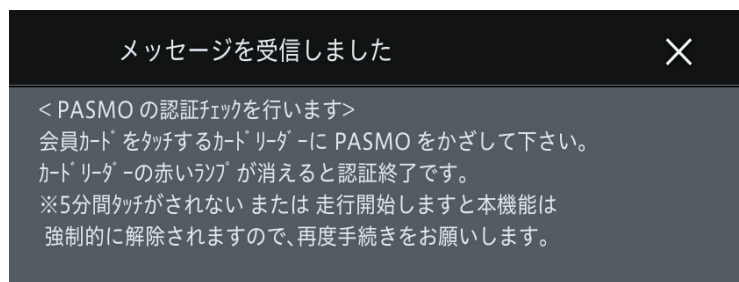 メッセージを受信しました
< PASMO の認証ﾁｪｯｸを行います>
会員ｶｰﾄﾞをﾀｯﾁするｶｰﾄﾞﾘｰﾀﾞｰに PASMO をかざして下さい。
ｶｰﾄﾞﾘｰﾀﾞｰの赤いﾗﾝﾌﾟが消えると認証終了です。
※5分間ﾀｯﾁがされない または 走行開始しますと本機能は
強制的に解除されますので､再度手続きをお願いします。